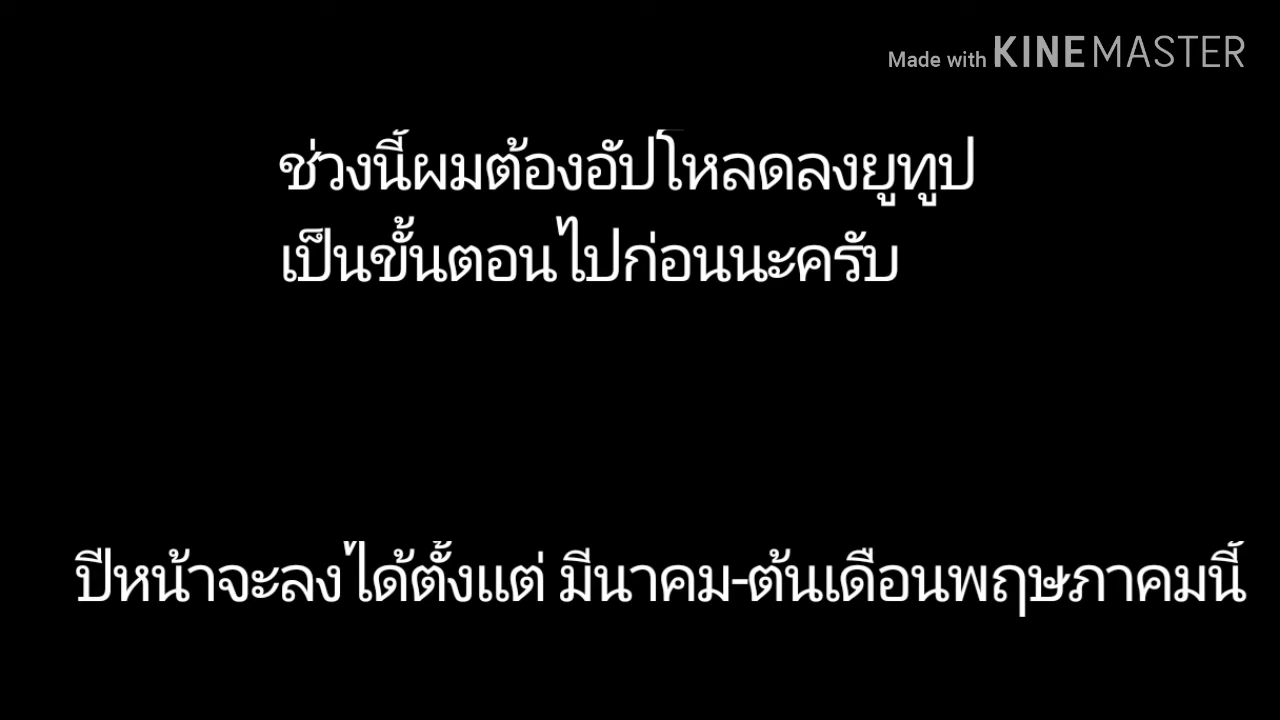 Made with KINEMASTER
ช่วงนี้ผมต้องอัปโหลดลงยูทูป
เป็นขั้นตอนไปก่อนนะครับ
ปีหน้าจะลงได้ตั้งแต่ มีนาคม-ต้นเดือนพฤษภาคมนี้